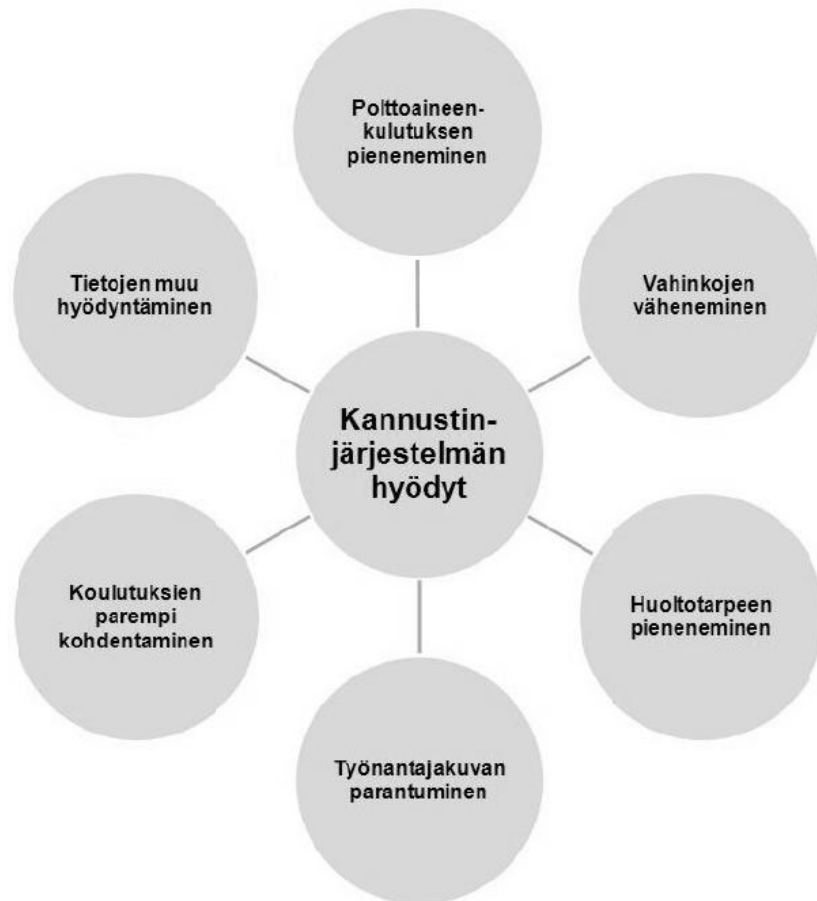 Polttoaineen-
kulutuksen
pieneneminen
Tietojen muu
hyödyntäminen
Vahinkojen
väheneminen
Kannustin-
järjestelmän
hyödyt
Koulutuksien
parempi
kohdentaminen
Huoltotarpeen
pieneneminen
Työnantajakuvan
parantuminen